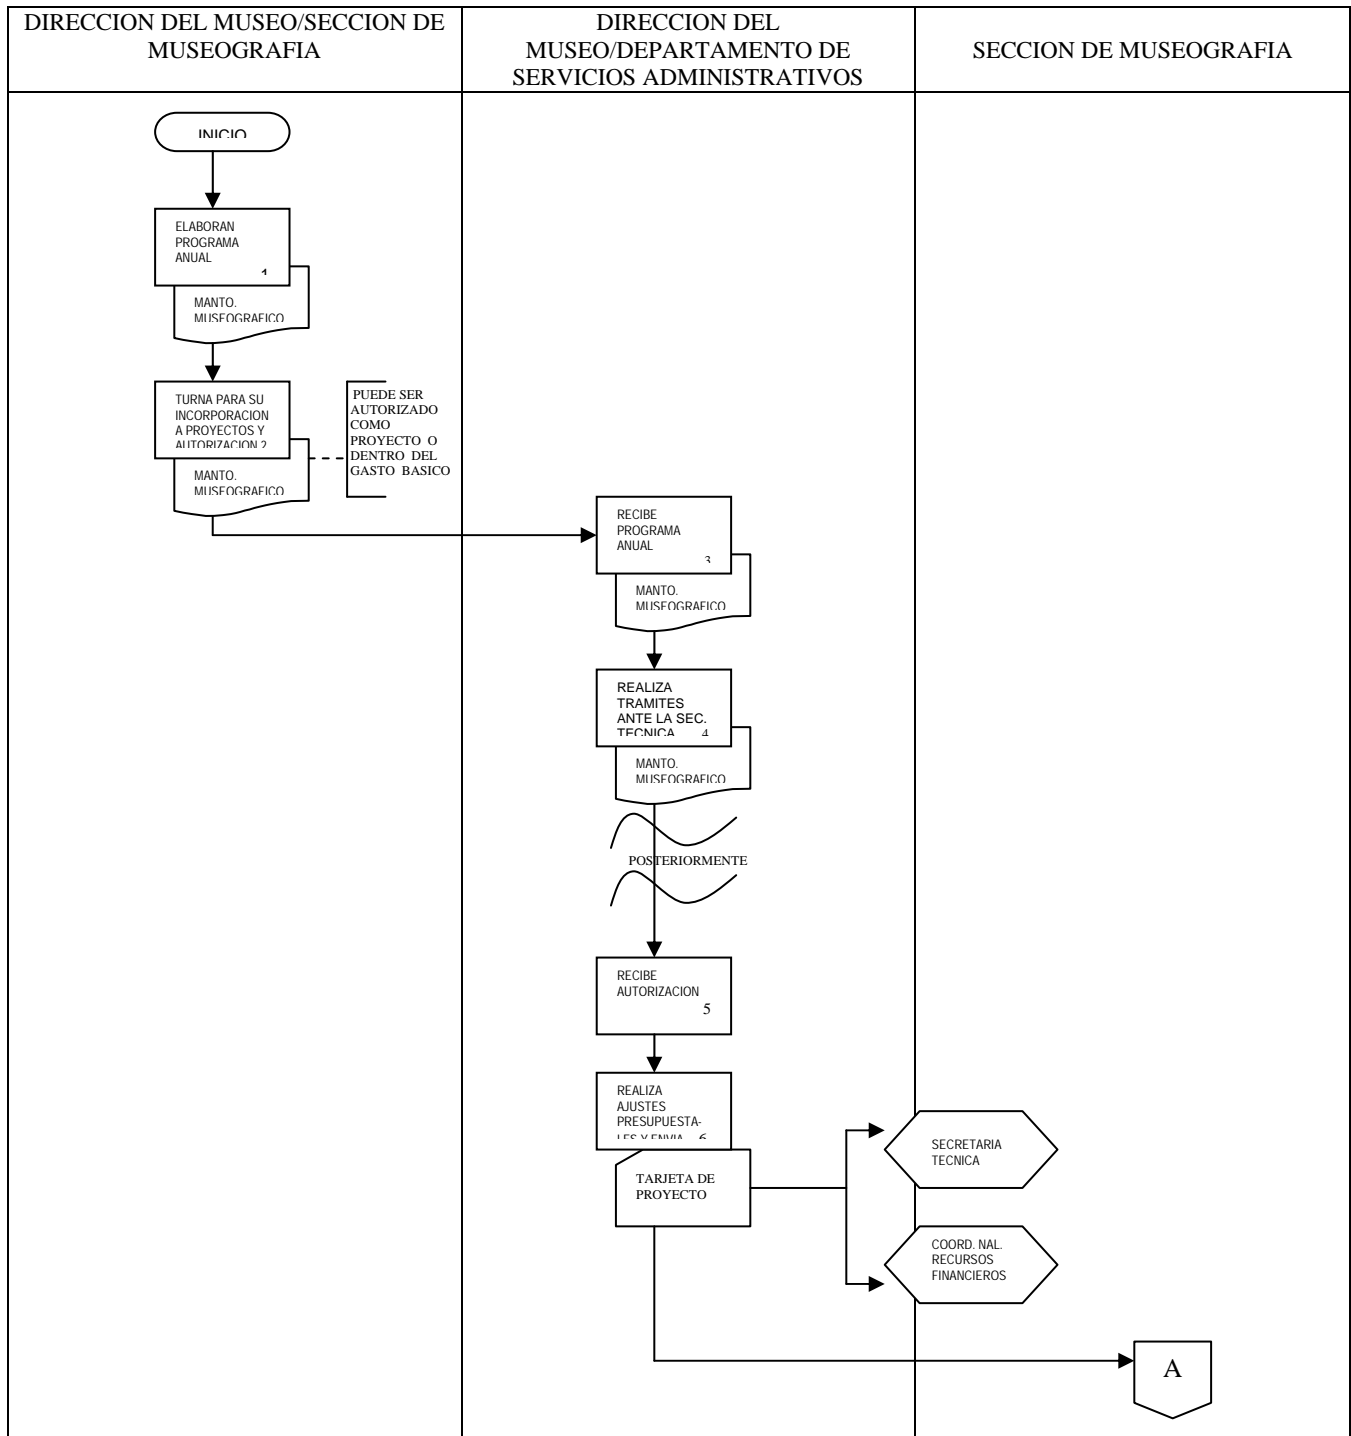 DIRECCION DEL MUSEO/SECCION DE
MUSEOGRAFIA
DIRECCION DEL
MUSEO/DEPARTAMENTO DE
SERVICIOS ADMINISTRATIVOS
SECCION DE MUSEOGRAFIA
INICIO
ELABORAN
PROGRAMA
ANUAL
1
MANTO.
MUSEOGRAFICO
TURNA PARA SU
INCORPORACION
A PROYECTOS Y
AUTORIZACION 2
MANTO.
MUSEOGRAFICO
PUEDE SER
AUTORIZADO
COMO
PROYECTO O
DENTRO DEL
GASTO BASICO
RECIBE
PROGRAMA
ANUAL
3
MANTO.
MUSEOGRAFICO
REALIZA
TRAMITES
ANTE LA SEC.
TECNICA 4
MANTO.
MUSEOGRAFICO
POSTERIORMENTE
RECIBE
AUTORIZACION
5
REALIZA
AJUSTES
PRESUPUESTA-
LES Y ENVIA 6
TARJETA DE
PROYECTO
SECRETARIA
TECNICA
COORD. NAL.
RECURSOS
FINANCIEROS
A